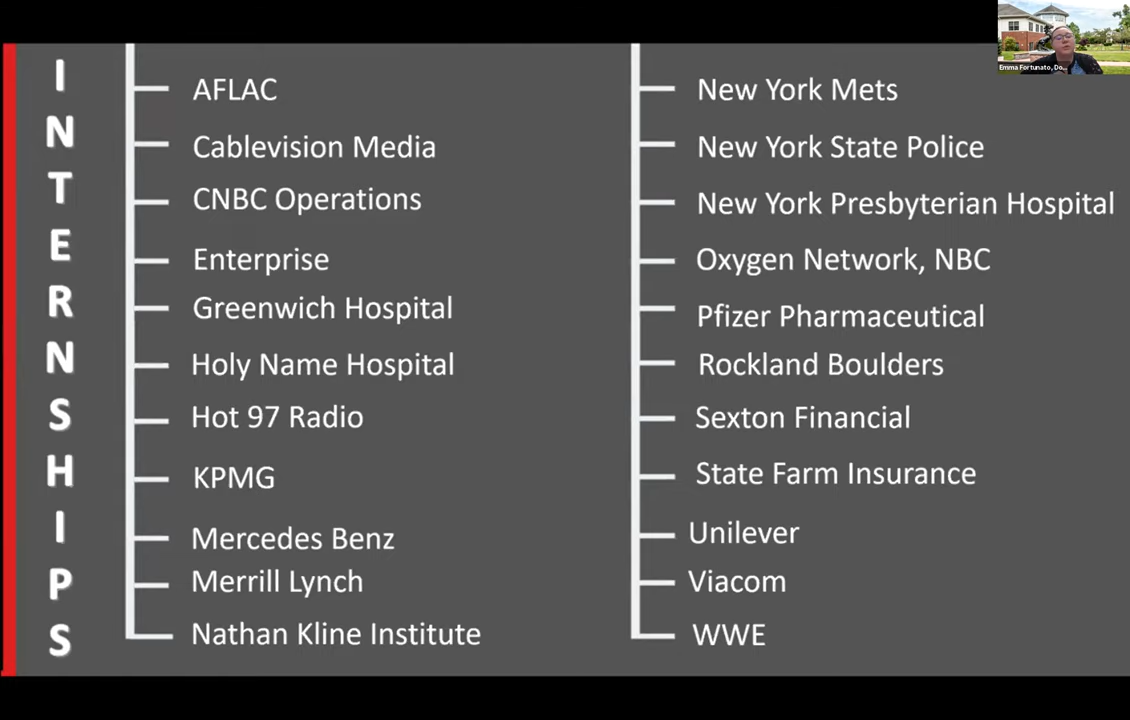 INTERNSHIPS
AFLAC
Cablevision Media
CNBC Operations
Enterprise
Greenwich Hospital
Holy Name Hospital
Hot 97 Radio
KPMG
Mercedes Benz
Merrill Lynch
Nathan Kline Institute
New York Mets
New York State Police
New York Presbyterian Hospital
Oxygen Network, NBC
Pfizer Pharmaceutical
Rockland Boulders
Sexton Financial
State Farm Insurance
Unilever
Viacom
WWE
Emma Fortunato, Do...